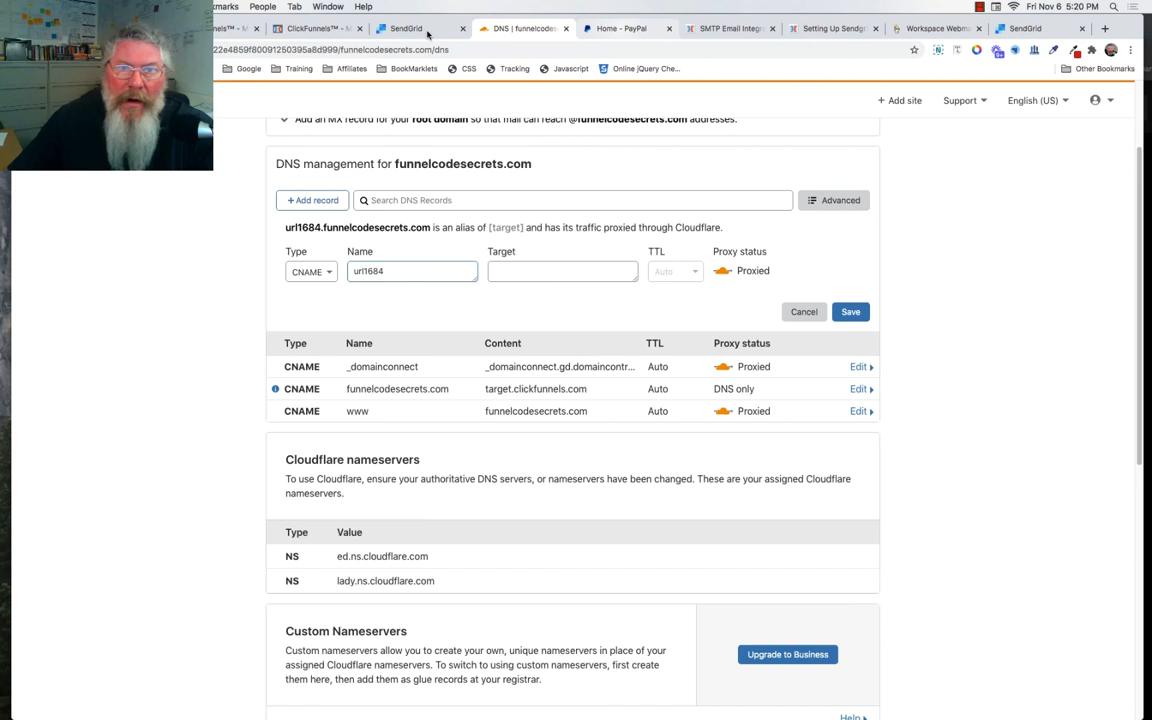 okmarks People Tab Window Help Fri Nov 6 5:20 PM
nels™ - M ClickFunnels™ - M SendGrid DNS | funnelcodese Home - PayPal SMTP Email Integr Setting Up Sendgr Workspace Webma SendGrid
22e4859f80091250395a8d999/funnelcodesecrets.com/dns
Google Training Affiliates BookMarklets CSS Tracking Javascript Online jQuery Che... Other Bookmarks
+ Add site Support English (US)
Add an MX record for your root domain so that mail can reach @funnelcodesecrets.com addresses.
DNS management for funnelcodesecrets.com
+ Add record Search DNS Records Advanced
url1684.funnelcodesecrets.com is an alias of [target] and has its traffic proxied through Cloudflare.
Type Name Target TTL Proxy status
CNAME url1684 Auto Proxied
Cancel Save
Type Name Content TTL Proxy status
CNAME _domainconnect _domainconnect.gd.domaincontr... Auto Proxied Edit
CNAME funnelcodesecrets.com target.clickfunnels.com Auto DNS only Edit
CNAME www funnelcodesecrets.com Auto Proxied Edit
Cloudflare nameservers
To use Cloudflare, ensure your authoritative DNS servers, or nameservers have been changed. These are your assigned Cloudflare
nameservers.
Type Value
NS ed.ns.cloudflare.com
NS lady.ns.cloudflare.com
Custom Nameservers
Custom nameservers allow you to create your own, unique nameservers in place of your
assigned Cloudflare nameservers. To switch to using custom nameservers, first create
them here, then add them as glue records at your registrar.
Upgrade to Business
Help